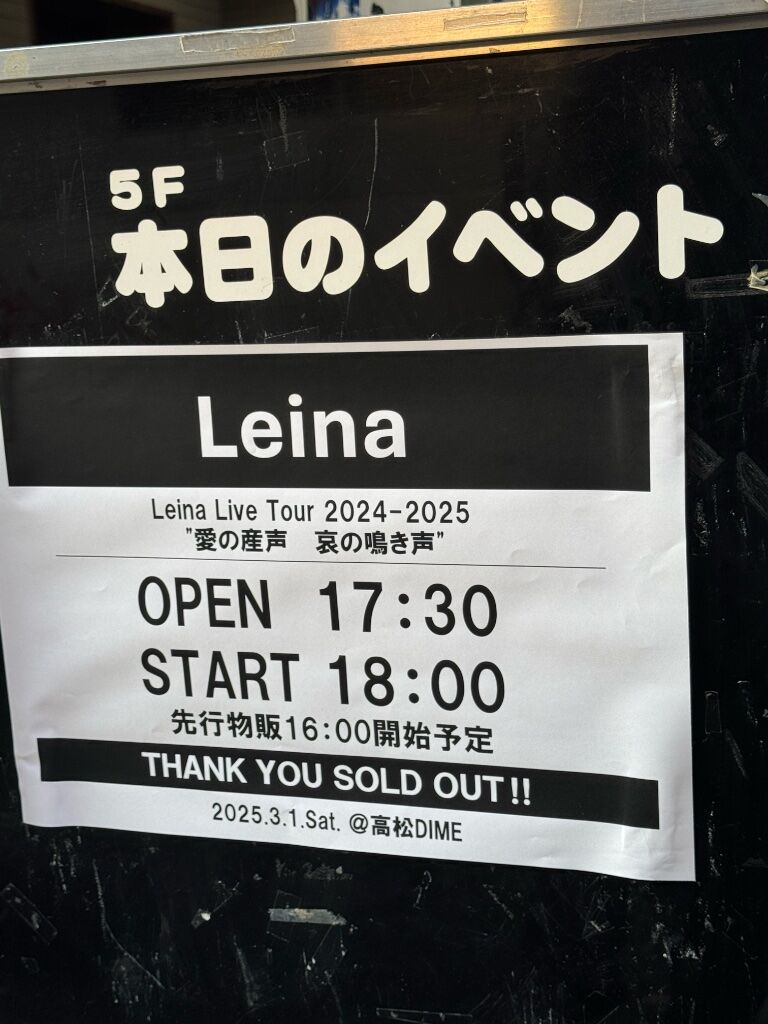 5F
本日のイベント
Leina
Leina Live Tour 2024-2025
"愛の産声　哀の鳴き声"
OPEN 17:30
START 18:00
先行物販16:00開始予定
THANK YOU SOLD OUT!!
2025.3.1.Sat. @高松DIME